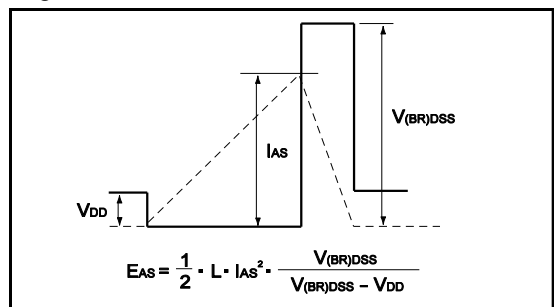 V(BR)DSS
IAS
VDD
EAS = 1/2 · L · IAS² · V(BR)DSS / V(BR)DSS – VDD